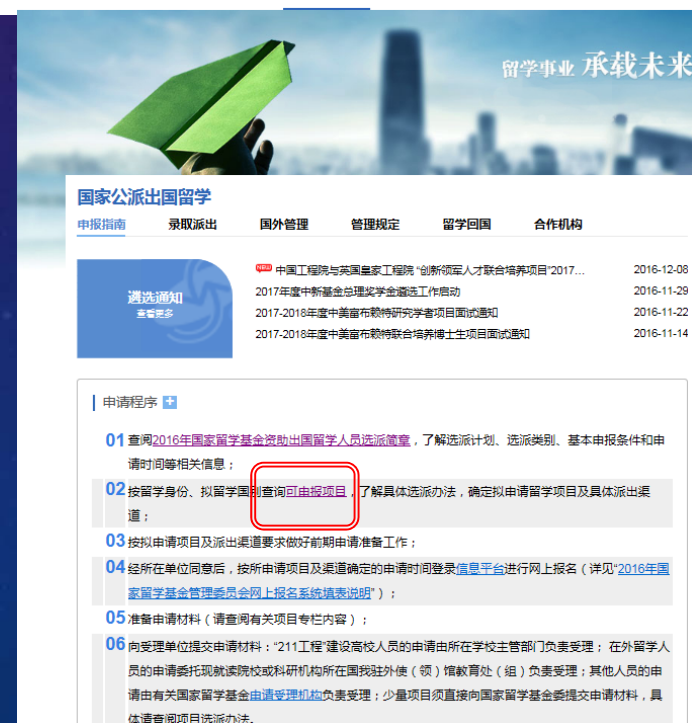 留学事业 承载未来
国家公派出国留学
申报指南 录取派出 国外管理 管理规定 留学回国 合作机构
遴选通知
查看更多
NEW 中国工程院与英国皇家工程院 “创新领军人才联合培养项目”2017... 2016-12-08
2017年度中新基金总理奖学金遴选工作启动 2016-11-29
2017-2018年度中美富布赖特研究学者项目面试通知 2016-11-22
2017-2018年度中美富布赖特联合培养博士生项目面试通知 2016-11-14
申请程序
01 查阅2016年国家留学基金资助出国留学人员选派简章，了解选派计划、选派类别、基本申报条件和申
请时间等相关信息；
02 按留学身份、拟留学国别查询可申报项目，了解具体选派办法，确定拟申请留学项目及具体派出渠
道；
03 按拟申请项目及派出渠道要求做好前期申请准备工作；
04 经所在单位同意后，按所申请项目及渠道确定的申请时间登录信息平台进行网上报名（详见“2016年国
家留学基金管理委员会网上报名系统填表说明”）；
05 准备申请材料（请查阅有关项目专栏内容）；
06 向受理单位提交申请材料：“211工程”建设高校人员的申请由所在学校主管部门负责受理； 在外留学人
员的申请委托现就读院校或科研机构所在国我驻外使（领）馆教育处（组）负责受理；其他人员的申
请由有关国家留学基金申请受理机构负责受理；少量项目须直接向国家留学基金委提交申请材料，具
体请查阅项目选派办法。